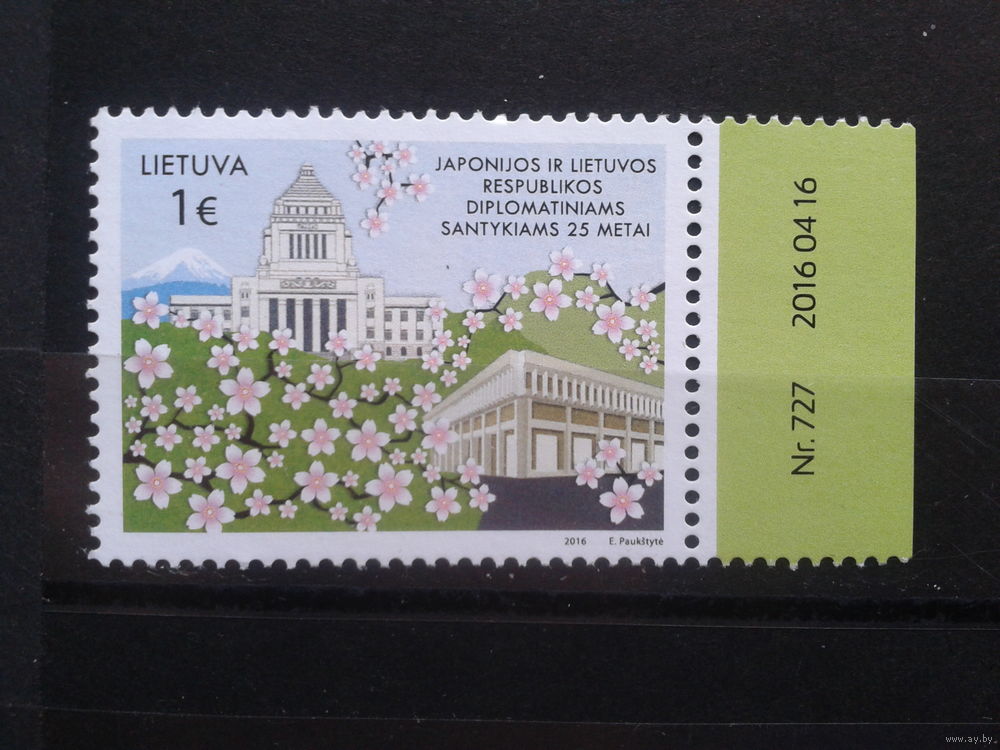 LIETUVA
1€
JAPONIJOS IR LIETUVOS
RESPUBLIKOS
DIPLOMATINIAMS
SANTYKIAMS 25 METAI
2016 E. Paukštytė
Nr. 727 2016 04 16
www.ay.by